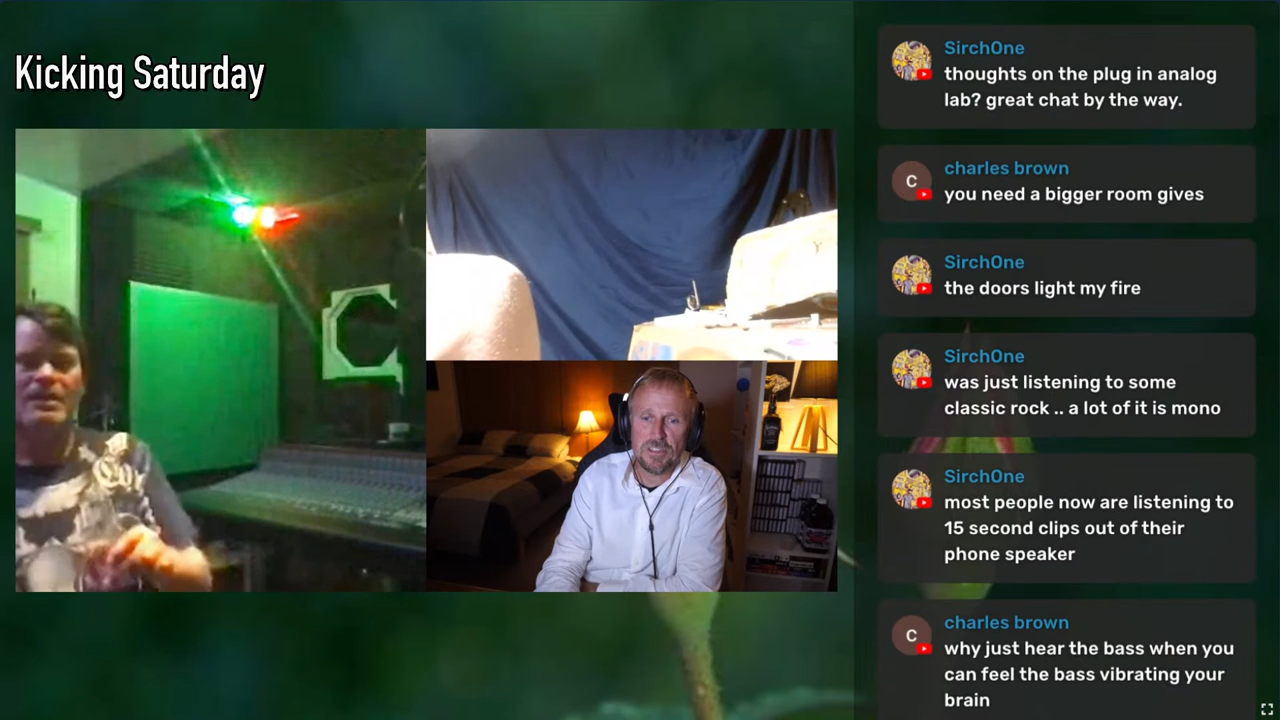 Kicking Saturday
SirchOne
thoughts on the plug in analog
lab? great chat by the way.
C
charles brown
you need a bigger room gives
SirchOne
the doors light my fire
SirchOne
was just listening to some
classic rock .. a lot of it is mono
SirchOne
most people now are listening to
15 second clips out of their
phone speaker
C
charles brown
why just hear the bass when you
can feel the bass vibrating your
brain